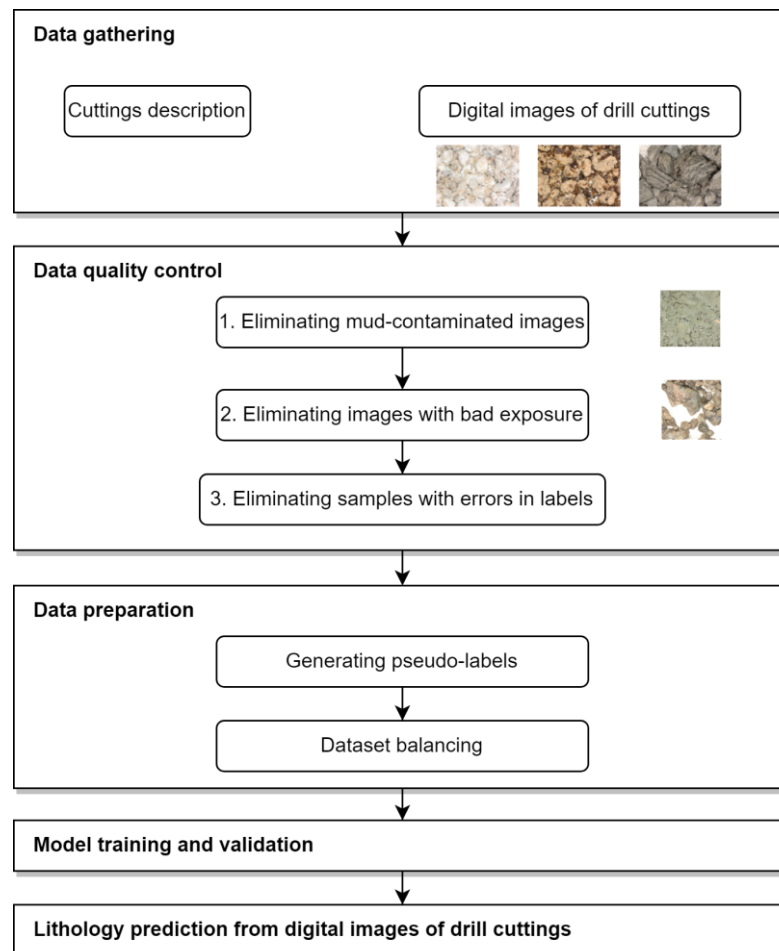 Data gathering
Cuttings description
Digital images of drill cuttings
Data quality control
1. Eliminating mud-contaminated images
2. Eliminating images with bad exposure
3. Eliminating samples with errors in labels
Data preparation
Generating pseudo-labels
Dataset balancing
Model training and validation
Lithology prediction from digital images of drill cuttings